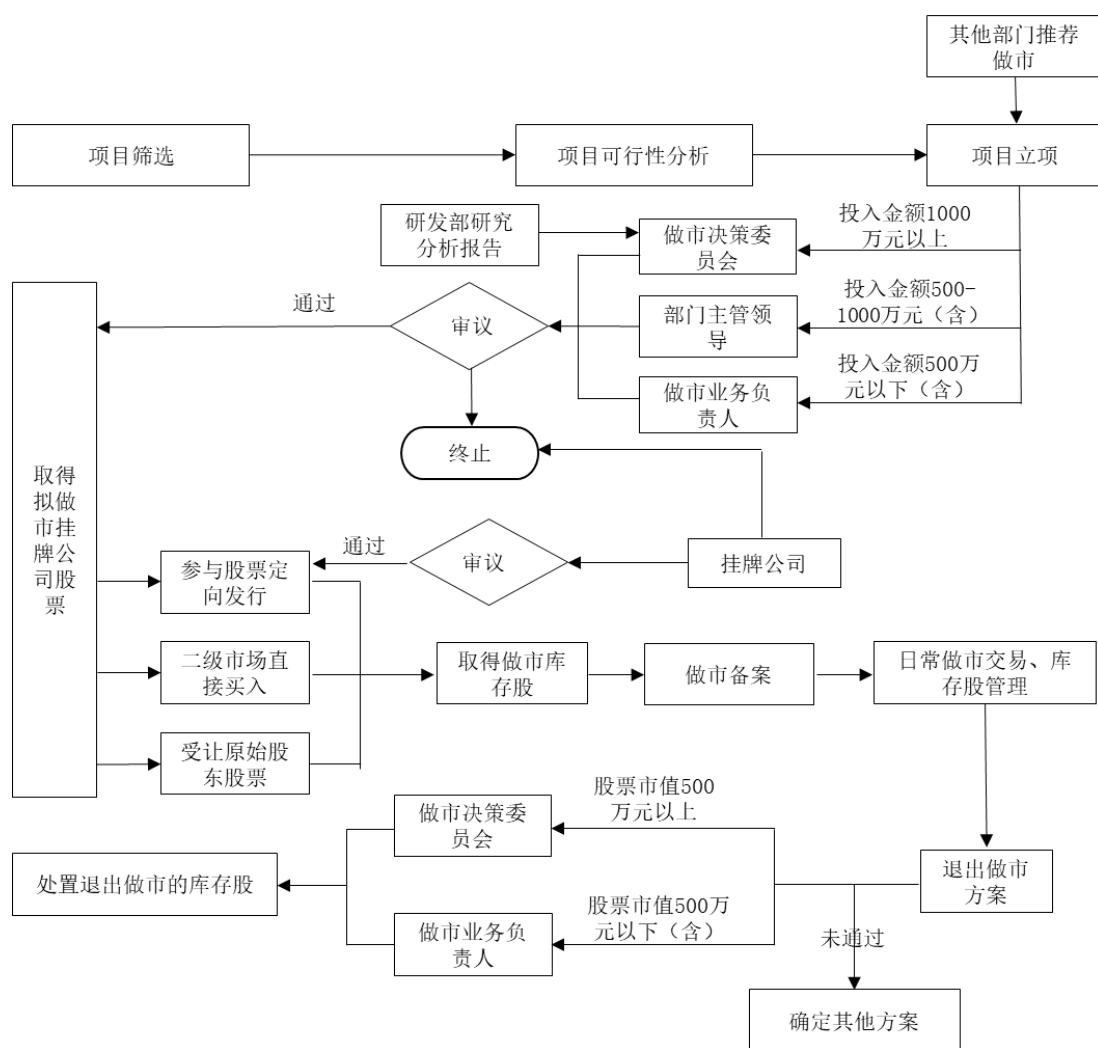 其他部门推荐
做市
项目筛选
项目可行性分析
项目立项
研发部研究
分析报告
做市决策委
员会
投入金额1000
万元以上
通过
审议
部门主管领
导
投入金额500-
1000万元（含）
做市业务负
责人
投入金额500万
元以下（含）
终止
取得
拟做
市挂
牌公
司股
票
参与股票定
向发行
通过
审议
挂牌公司
二级市场直
接买入
取得做市库
存股
做市备案
日常做市交易、库
存股管理
受让原始股
东股票
做市决策委
员会
股票市值500
万元以上
处置退出做市的库存股
退出做市
方案
做市业务负
责人
股票市值500万
元以下（含）
未通过
确定其他方案